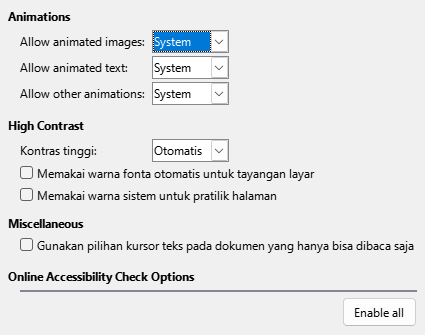 Animations
Allow animated images: System
Allow animated text: System
Allow other animations: System
High Contrast
Kontras tinggi: Otomatis
Memakai warna fonta otomatis untuk tayangan layar
Memakai warna sistem untuk pratilik halaman
Miscellaneous
Gunakan pilihan kursor teks pada dokumen yang hanya bisa dibaca saja
Online Accessibility Check Options
Enable all